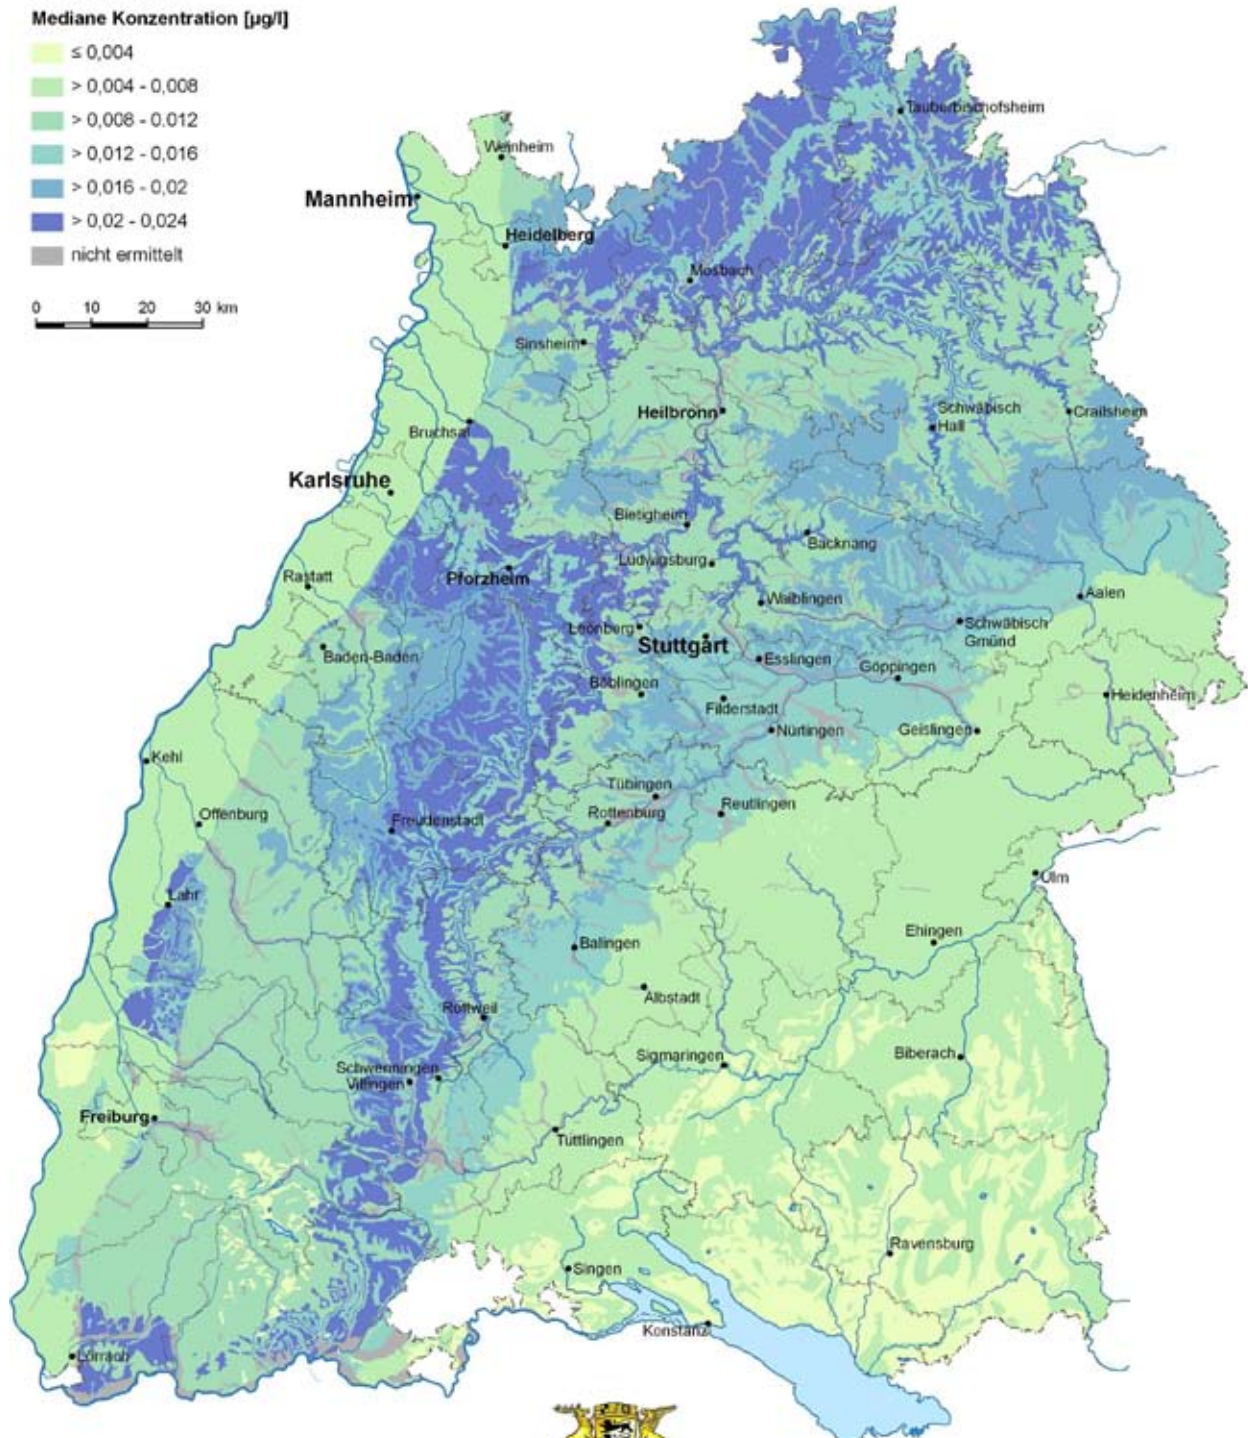 Mediane Konzentration [µg/l]
≤ 0,004
> 0,004 - 0,008
> 0,008 - 0.012
> 0,012 - 0,016
> 0,016 - 0,02
> 0,02 - 0,024
nicht ermittelt
0 10 20 30 km
Tauberbischofsheim
Weinheim
Mannheim
Heidelberg
Mosbach
Sinsheim
Heilbronn
Schwäbisch
Hall
Crailsheim
Bruchsal
Karlsruhe
Bietigheim
Backnang
Ludwigsburg
Pforzheim
Rastatt
Waiblingen
Aalen
Leonberg
Schwäbisch
Gmünd
Stuttgart
Baden-Baden
Esslingen
Göppingen
Böblingen
Heidenheim
Filderstadt
Nürtingen
Geislingen
Kehl
Tübingen
Reutlingen
Offenburg
Freudenstadt
Rottenburg
Ulm
Lahr
Ehingen
Balingen
Albstadt
Rottweil
Sigmaringen
Biberach
Schwenningen
Villingen
Freiburg
Tuttlingen
Ravensburg
Singen
Konstanz
Lörrach